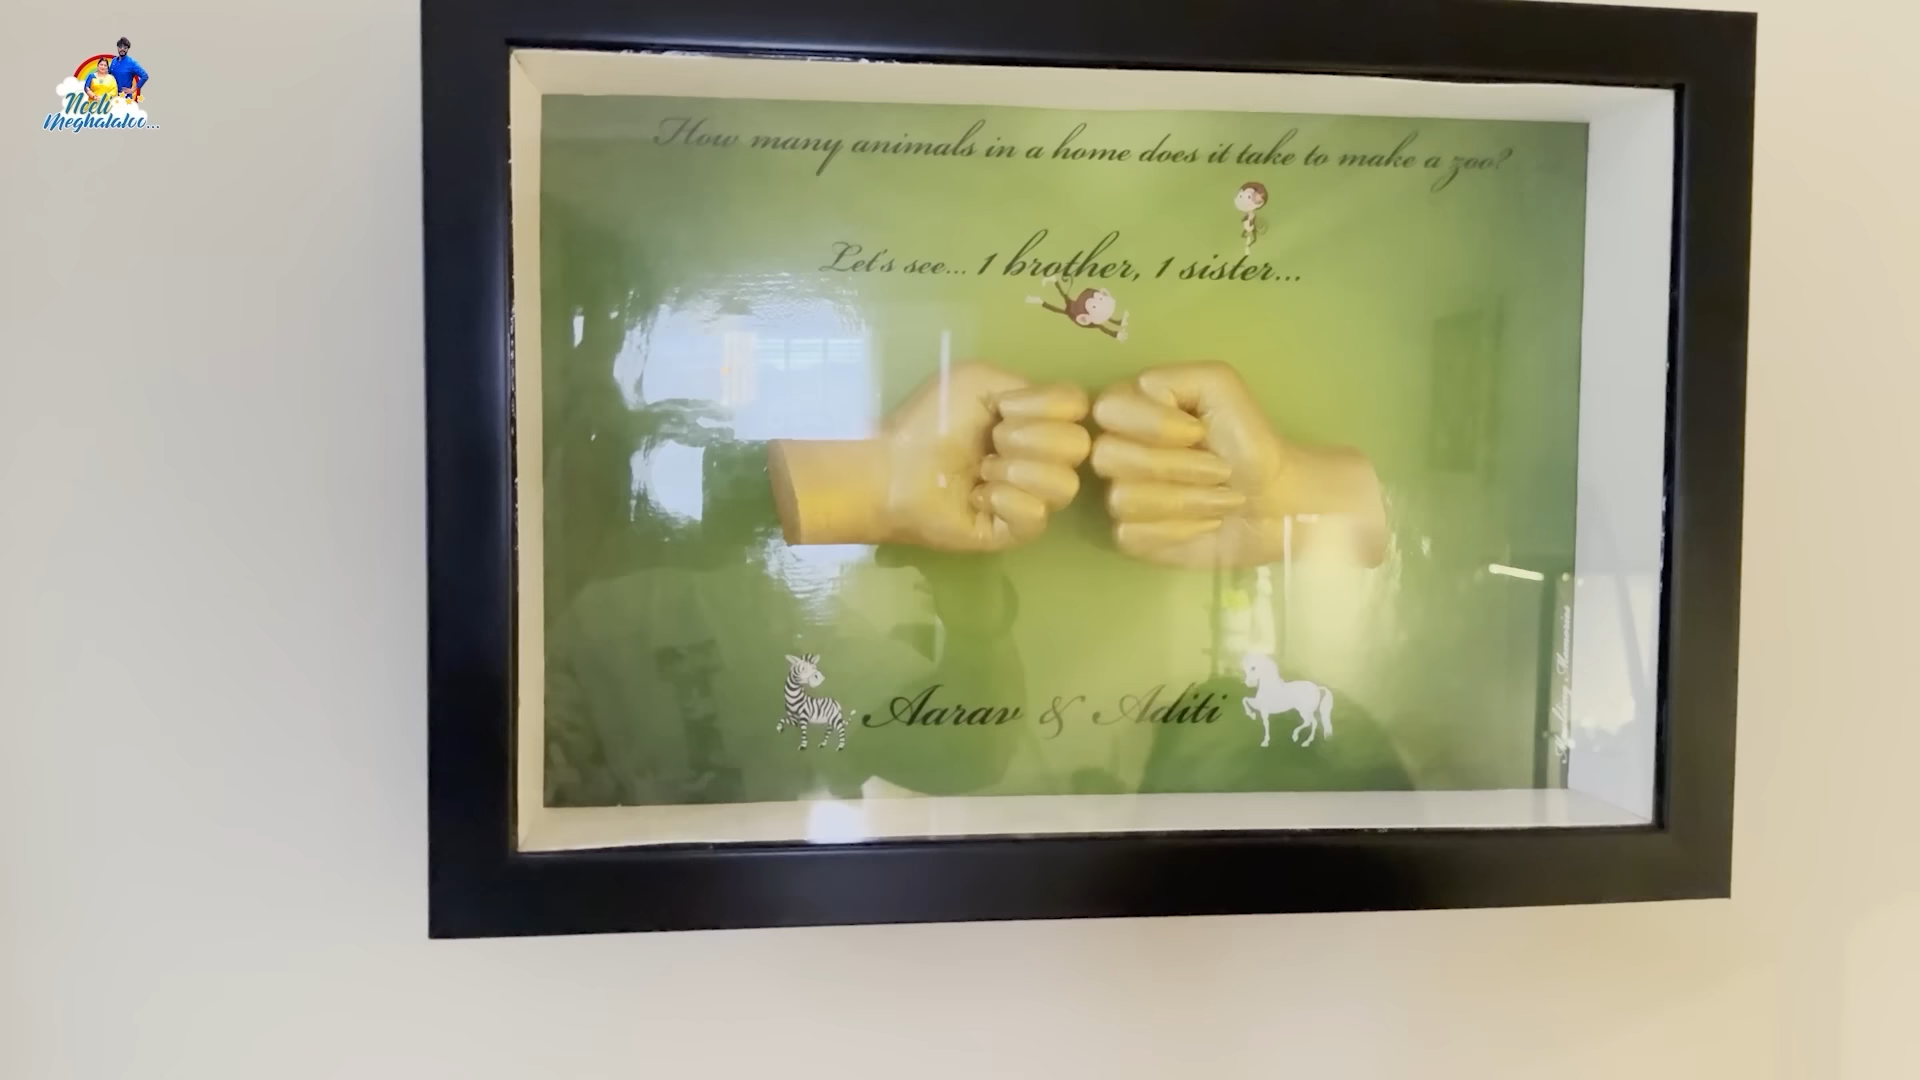 Neeli
Meghalaloo...
How many animals in a home does it take to make a zoo?
Let's see... 1 brother, 1 sister...
Aarav & Aditi
Memories